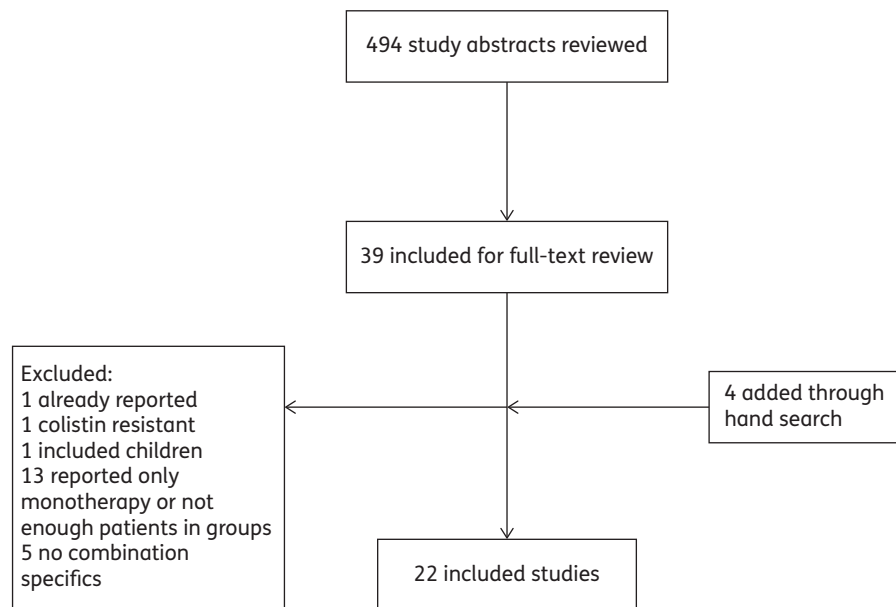 494 study abstracts reviewed
39 included for full-text review
Excluded:
1 already reported
1 colistin resistant
1 included children
13 reported only
monotherapy or not
enough patients in groups
5 no combination
specifics
4 added through
hand search
22 included studies